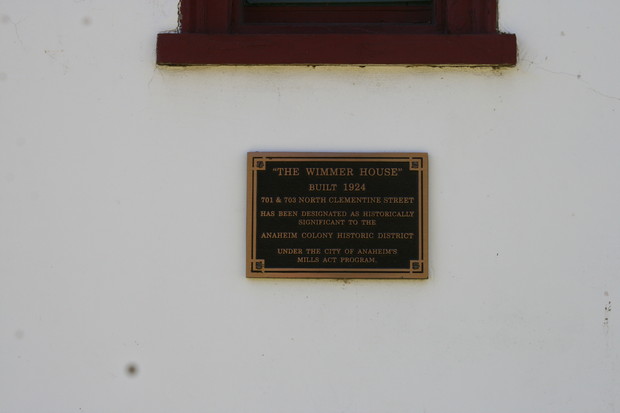 "THE WIMMER HOUSE"
BUILT 1924
701 & 703 NORTH CLEMENTINE STREET
HAS BEEN DESIGNATED AS HISTORICALLY
SIGNIFICANT TO THE
ANAHEIM COLONY HISTORIC DISTRICT
UNDER THE CITY OF ANAHEIM'S
MILLS ACT PROGRAM.